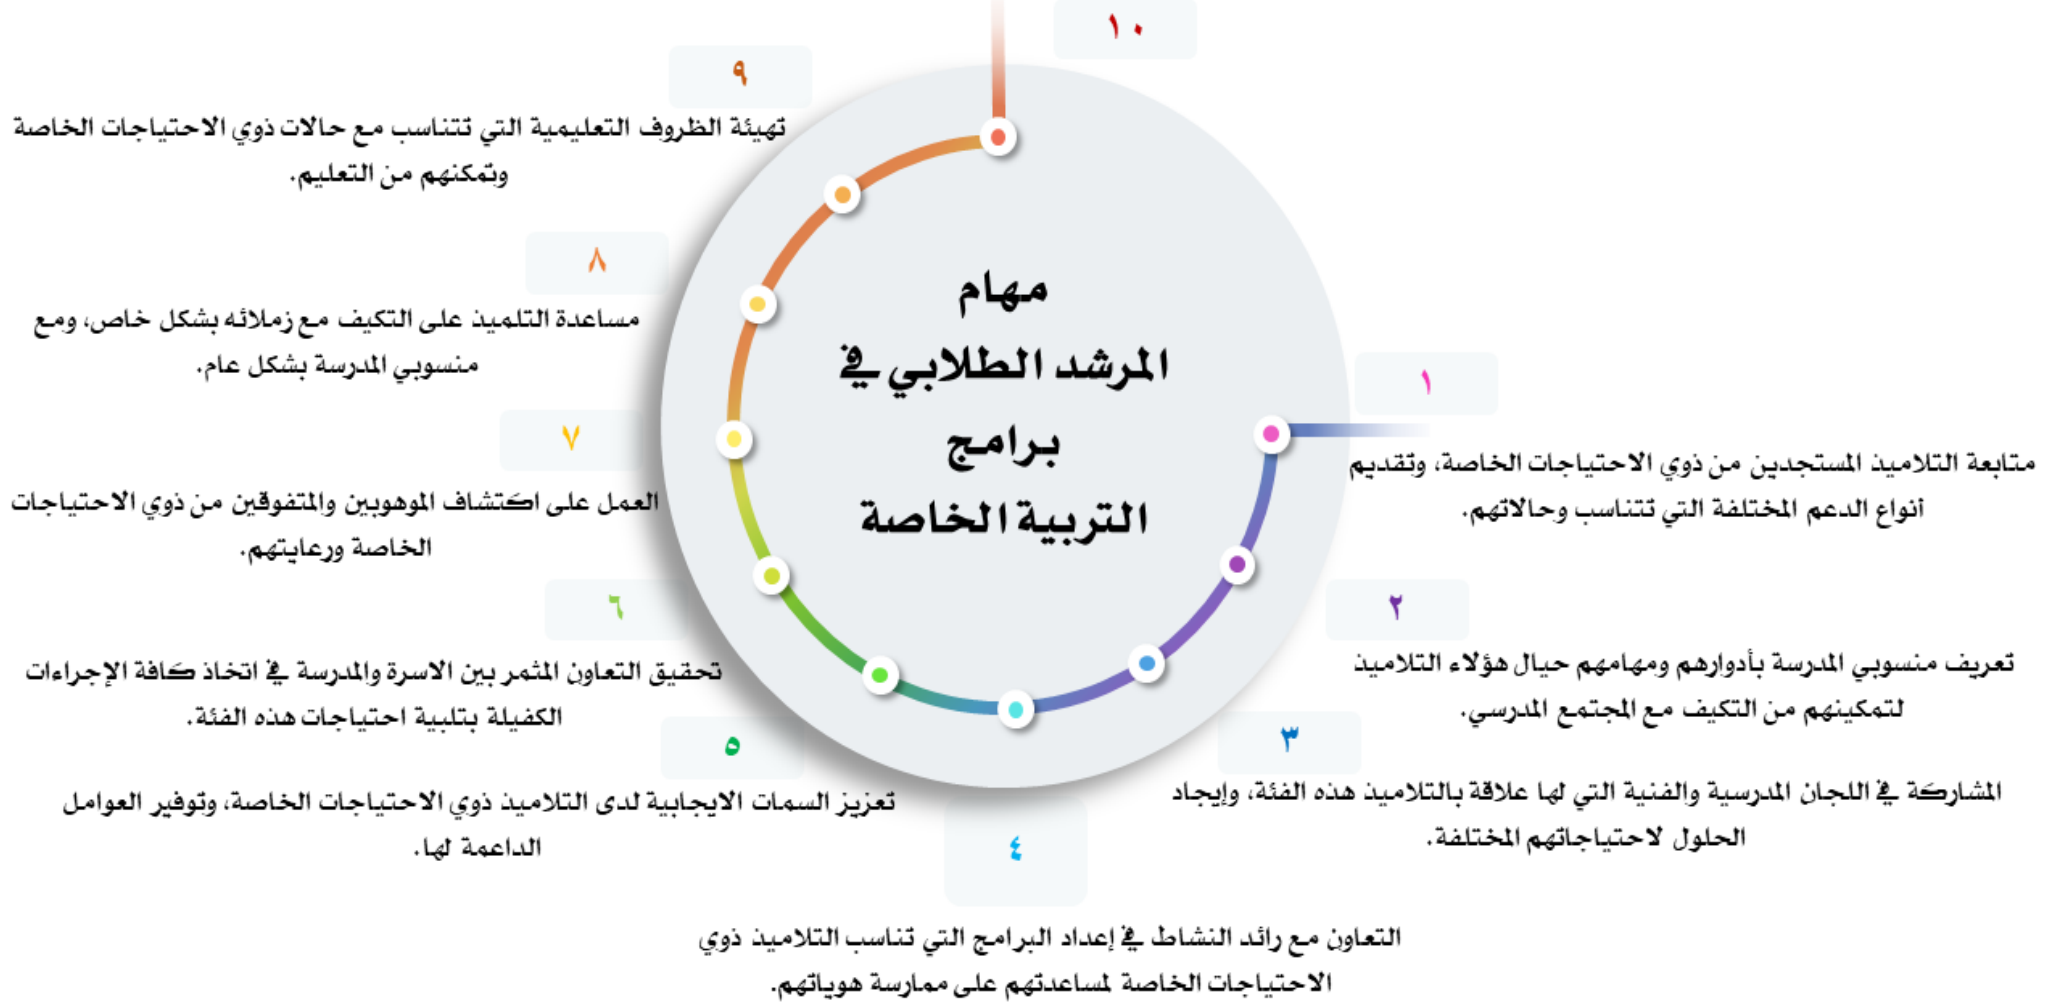 مهام
المرشد الطلابي في
برامج
التربية الخاصة
١
متابعة التلاميذ المستجدين من ذوي الاحتياجات الخاصة، وتقديم
أنواع الدعم المختلفة التي تتناسب وحالاتهم.
٢
تعريف منسوبي المدرسة بأدوارهم ومهامهم حيال هؤلاء التلاميذ
لتمكينهم من التكيف مع المجتمع المدرسي.
٣
المشاركة في اللجان المدرسية والفنية التي لها علاقة بالتلاميذ هذه الفئة، وإيجاد
الحلول لاحتياجاتهم المختلفة.
٤
التعاون مع رائد النشاط في إعداد البرامج التي تناسب التلاميذ ذوي
الاحتياجات الخاصة لمساعدتهم على ممارسة هوياتهم.
٥
تعزيز السمات الايجابية لدى التلاميذ ذوي الاحتياجات الخاصة، وتوفير العوامل
الداعمة لها.
٦
تحقيق التعاون المثمر بين الاسرة والمدرسة في اتخاذ كافة الإجراءات
الكفيلة بتلبية احتياجات هذه الفئة.
٧
العمل على اكتشاف الموهوبين والمتفوقين من ذوي الاحتياجات
الخاصة ورعايتهم.
٨
مساعدة التلميذ على التكيف مع زملائه بشكل خاص، ومع
منسوبي المدرسة بشكل عام.
٩
تهيئة الظروف التعليمية التي تتناسب مع حالات ذوي الاحتياجات الخاصة
وتمكنهم من التعليم.
١٠